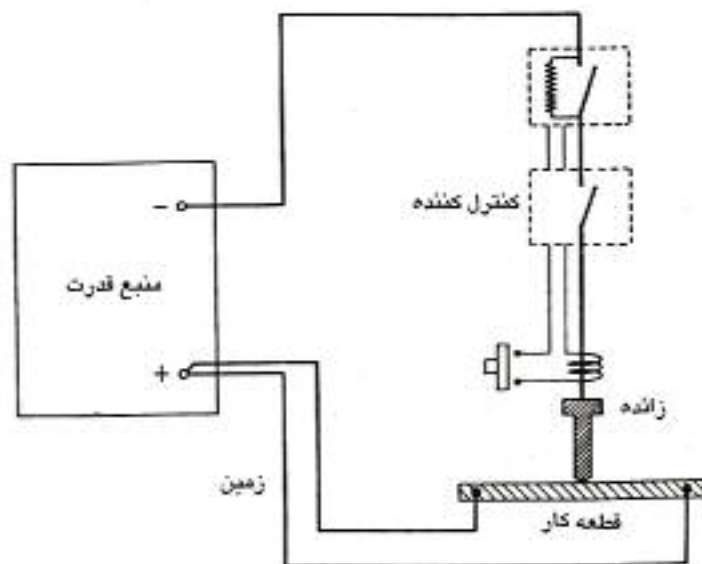 کنترل کننده
−
منبع قدرت
+
زائده
زمین
قطعه کار